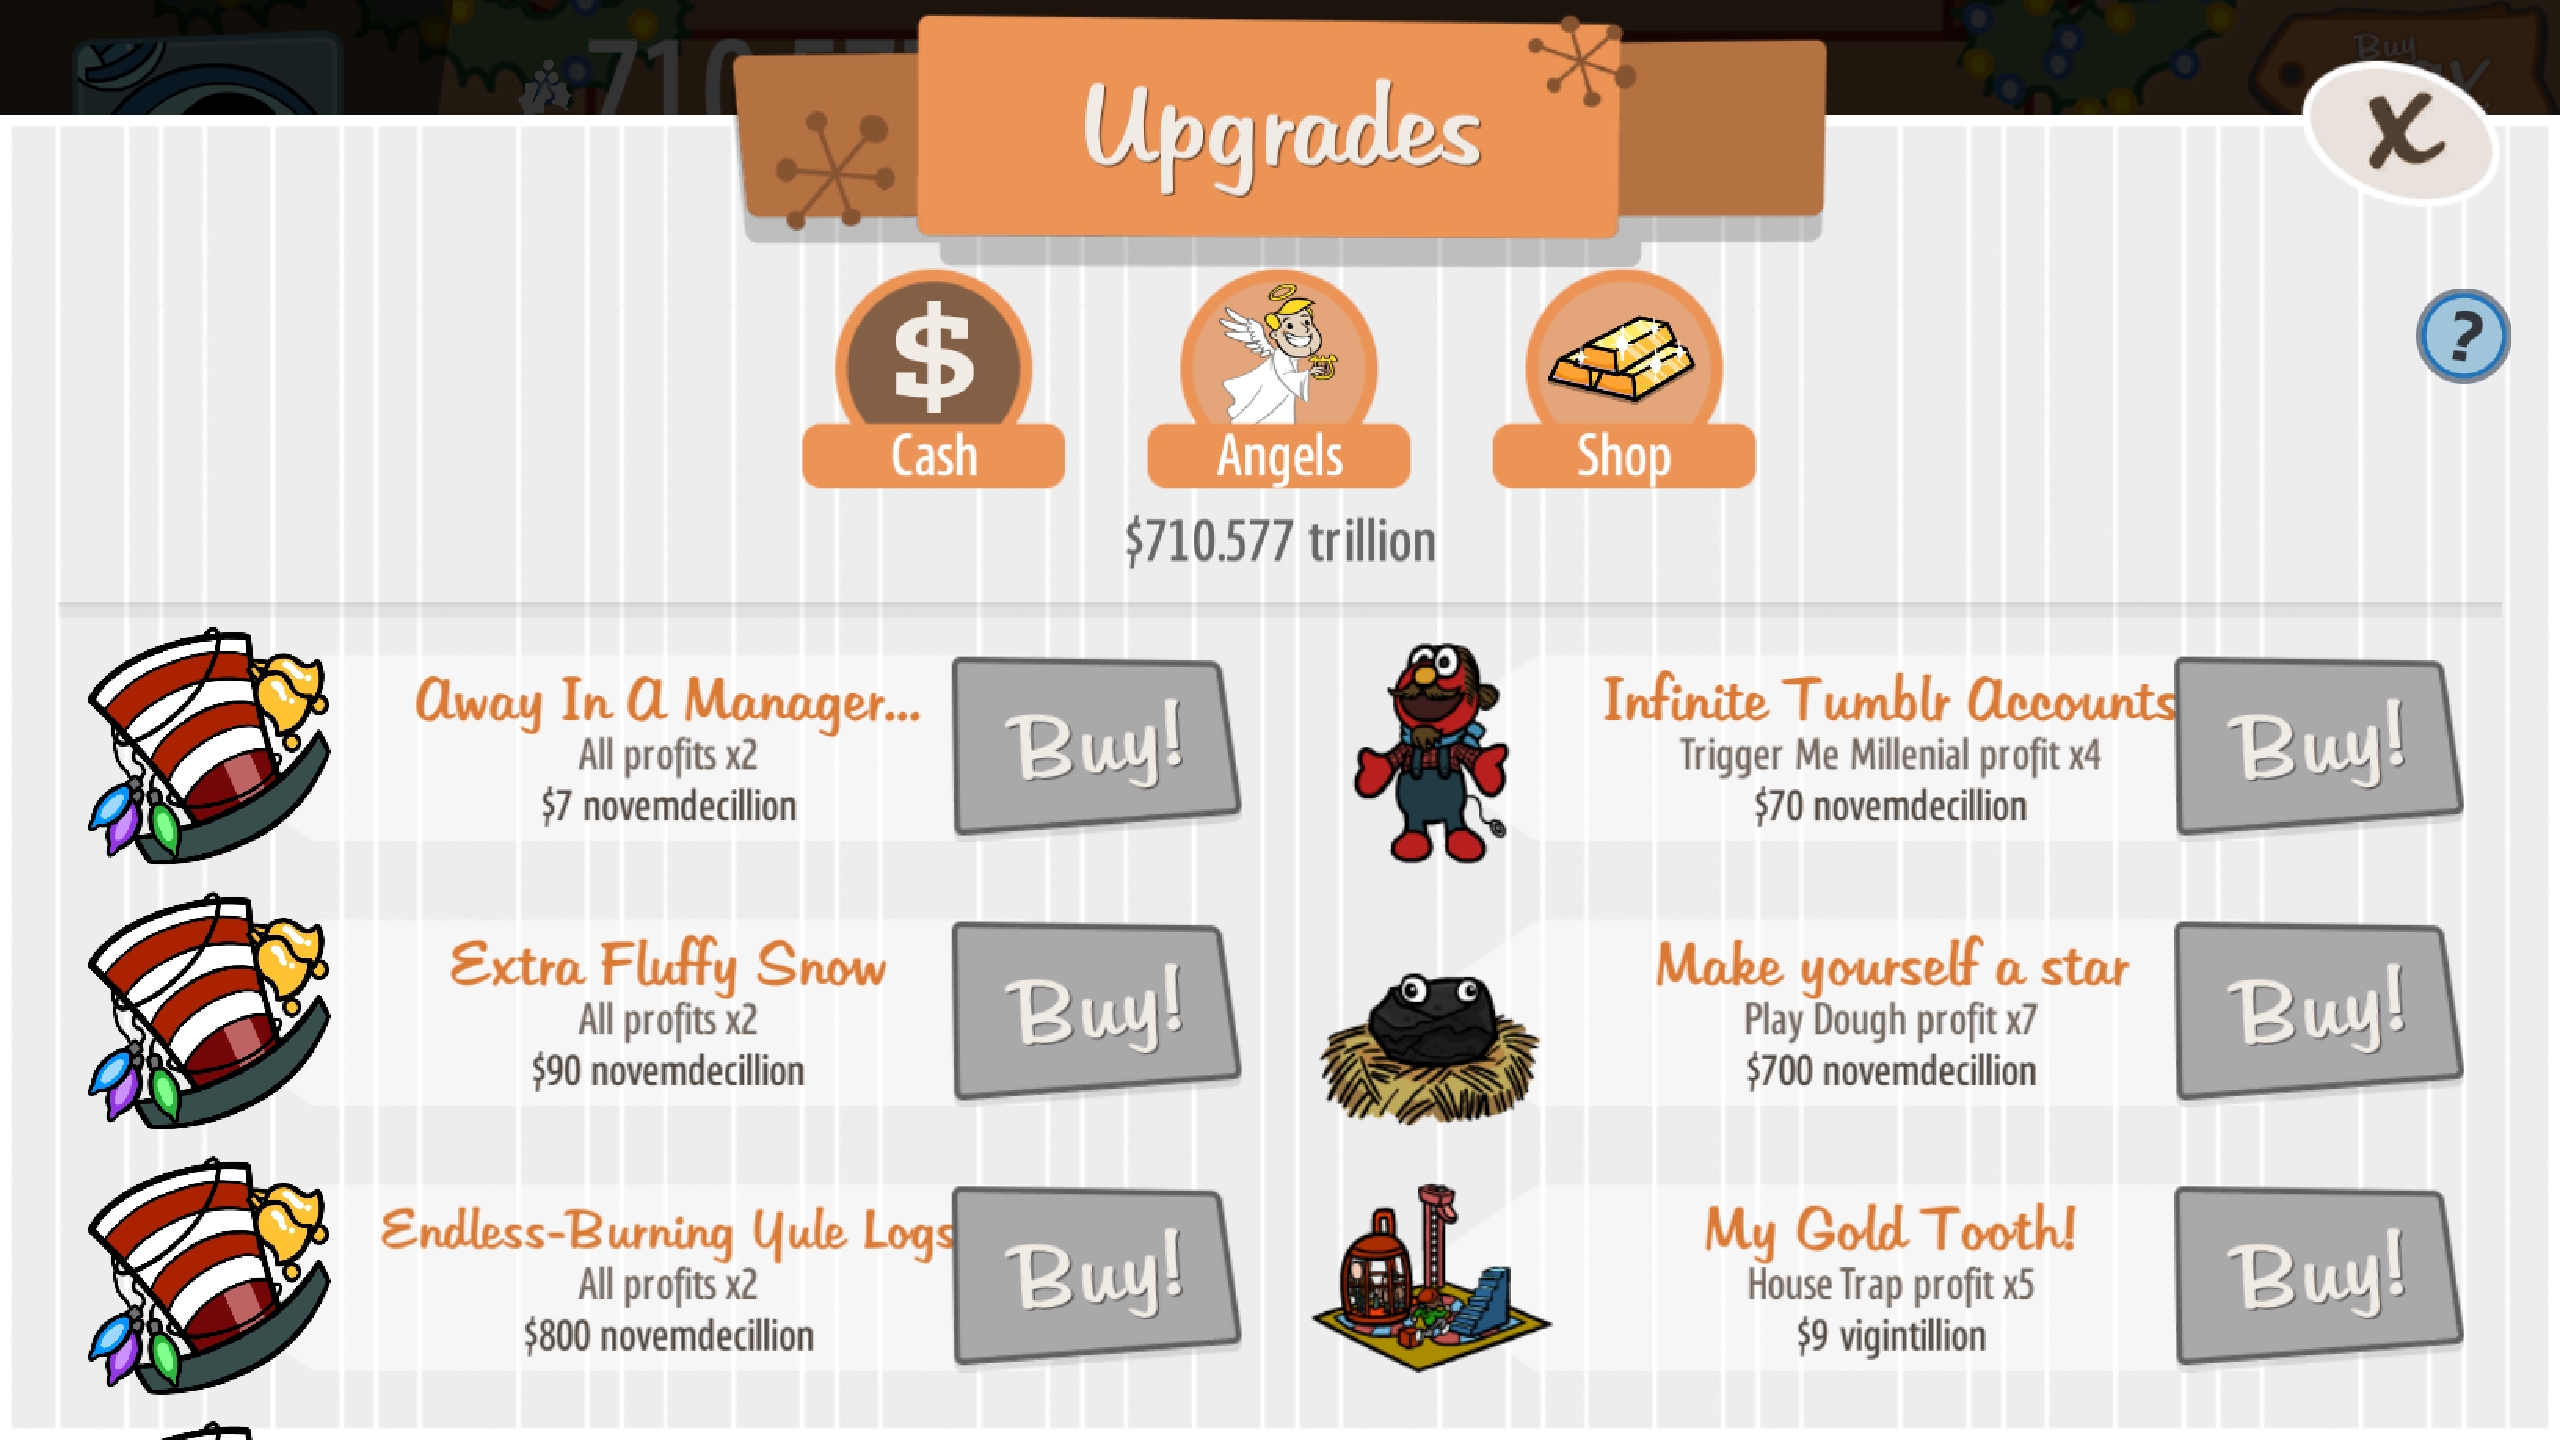 Buy
Upgrades
X
$
?
Cash
Angels
Shop
$710.577 trillion
Away In A Manager...
All profits x2
$7 novemdecillion
Buy!
Infinite Tumblr Accounts
Trigger Me Millenial profit x4
$70 novemdecillion
Buy!
Extra Fluffy Snow
All profits x2
$90 novemdecillion
Buy!
Make yourself a star
Play Dough profit x7
$700 novemdecillion
Buy!
Endless-Burning Yule Logs
All profits x2
$800 novemdecillion
Buy!
My Gold Tooth!
House Trap profit x5
$9 vigintillion
Buy!